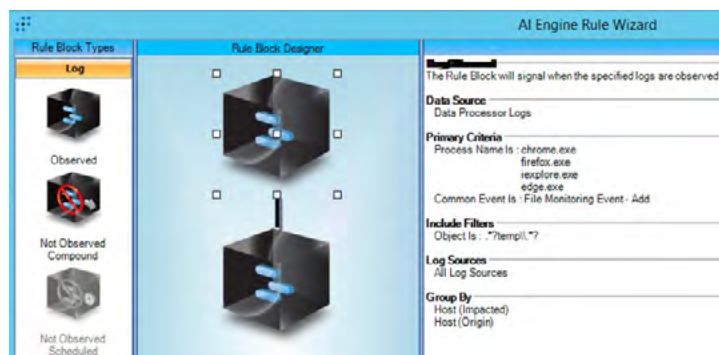 AI Engine Rule Wizard
Rule Block Types
Log
Observed
Not Observed
Compound
Not Observed
Scheduled
Rule Block Designer
The Rule Block will signal when the specified logs are observed
Data Source
Data Processor Logs
Primary Criteria
Process Name Is : chrome.exe
firefox.exe
iexplore.exe
edge.exe
Common Event Is : File Monitoring Event - Add
Include Filters
Object Is : .*?temp\\.*?
Log Sources
All Log Sources
Group By
Host (Impacted)
Host (Origin)